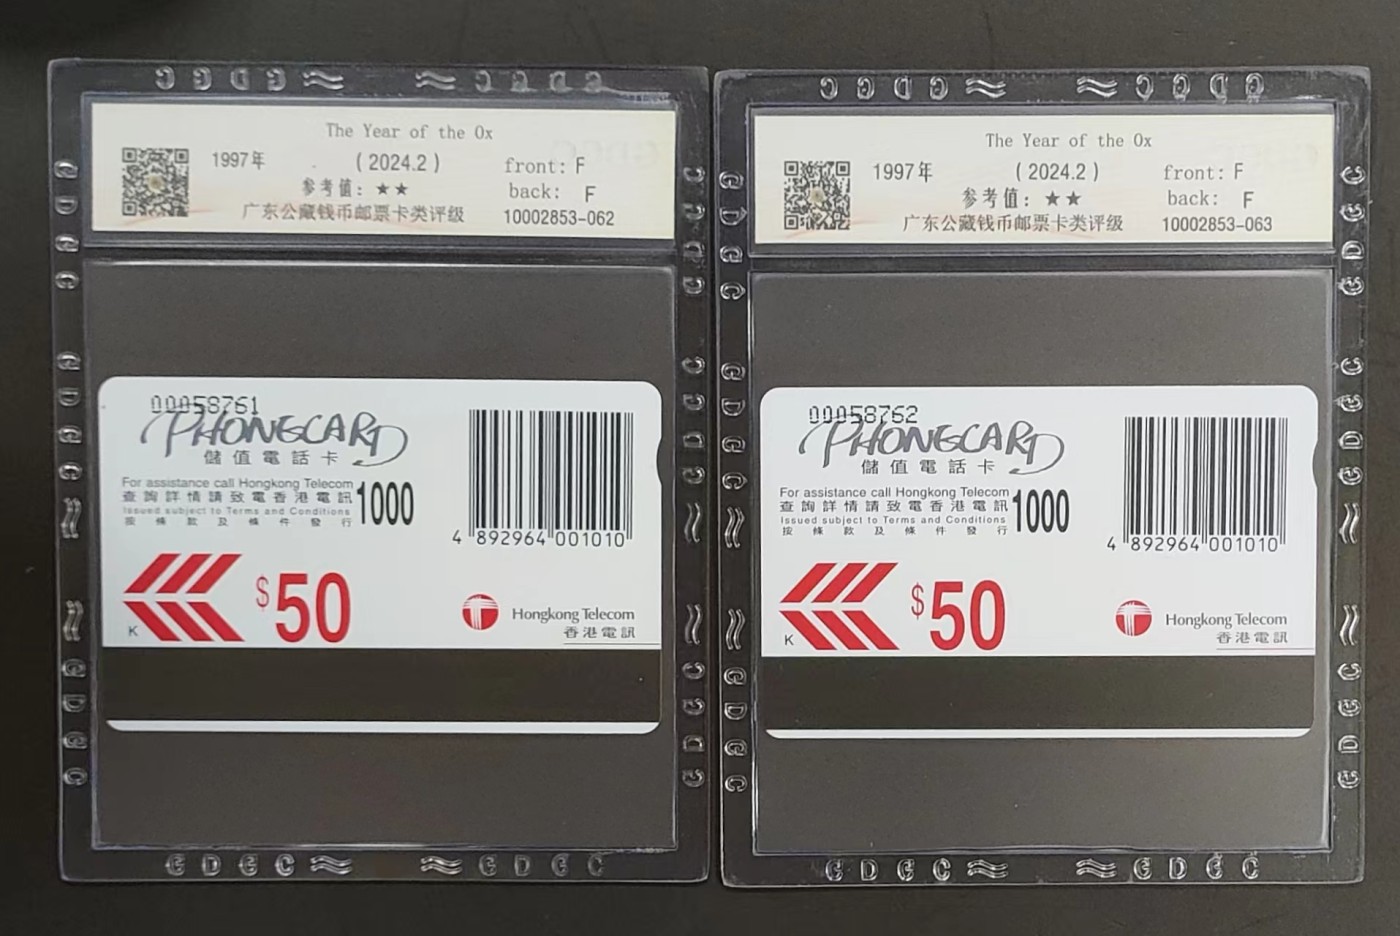 The Year of the Ox
1997年 (2024.2) front: F
参考值: ★★ back: F
广东公藏钱币邮票卡类评级 10002853-062
00058761
PHONECARD
儲值電話卡
For assistance call Hongkong Telecom
查詢詳情請致電香港電訊
Issued subject to Terms and Conditions
按條款及條件發行
1000
4 892964 001010
K
$50
Hongkong Telecom
香港電訊
The Year of the Ox
1997年 (2024.2) front: F
参考值: ★★ back: F
广东公藏钱币邮票卡类评级 10002853-063
00058762
PHONECARD
儲值電話卡
For assistance call Hongkong Telecom
查詢詳情請致電香港電訊
Issued subject to Terms and Conditions
按條款及條件發行
1000
4 892964 001010
K
$50
Hongkong Telecom
香港電訊